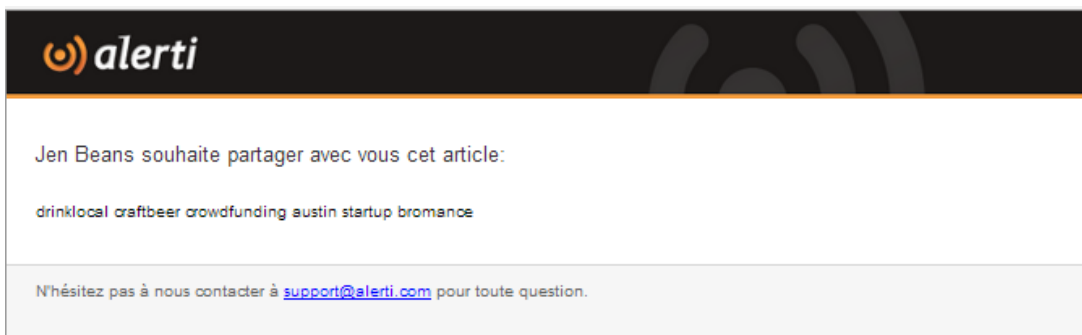 alerti
Jen Beans souhaite partager avec vous cet article:
drinklocal craftbeer crowdfunding austin startup bromance
N'hésitez pas à nous contacter à support@alerti.com pour toute question.